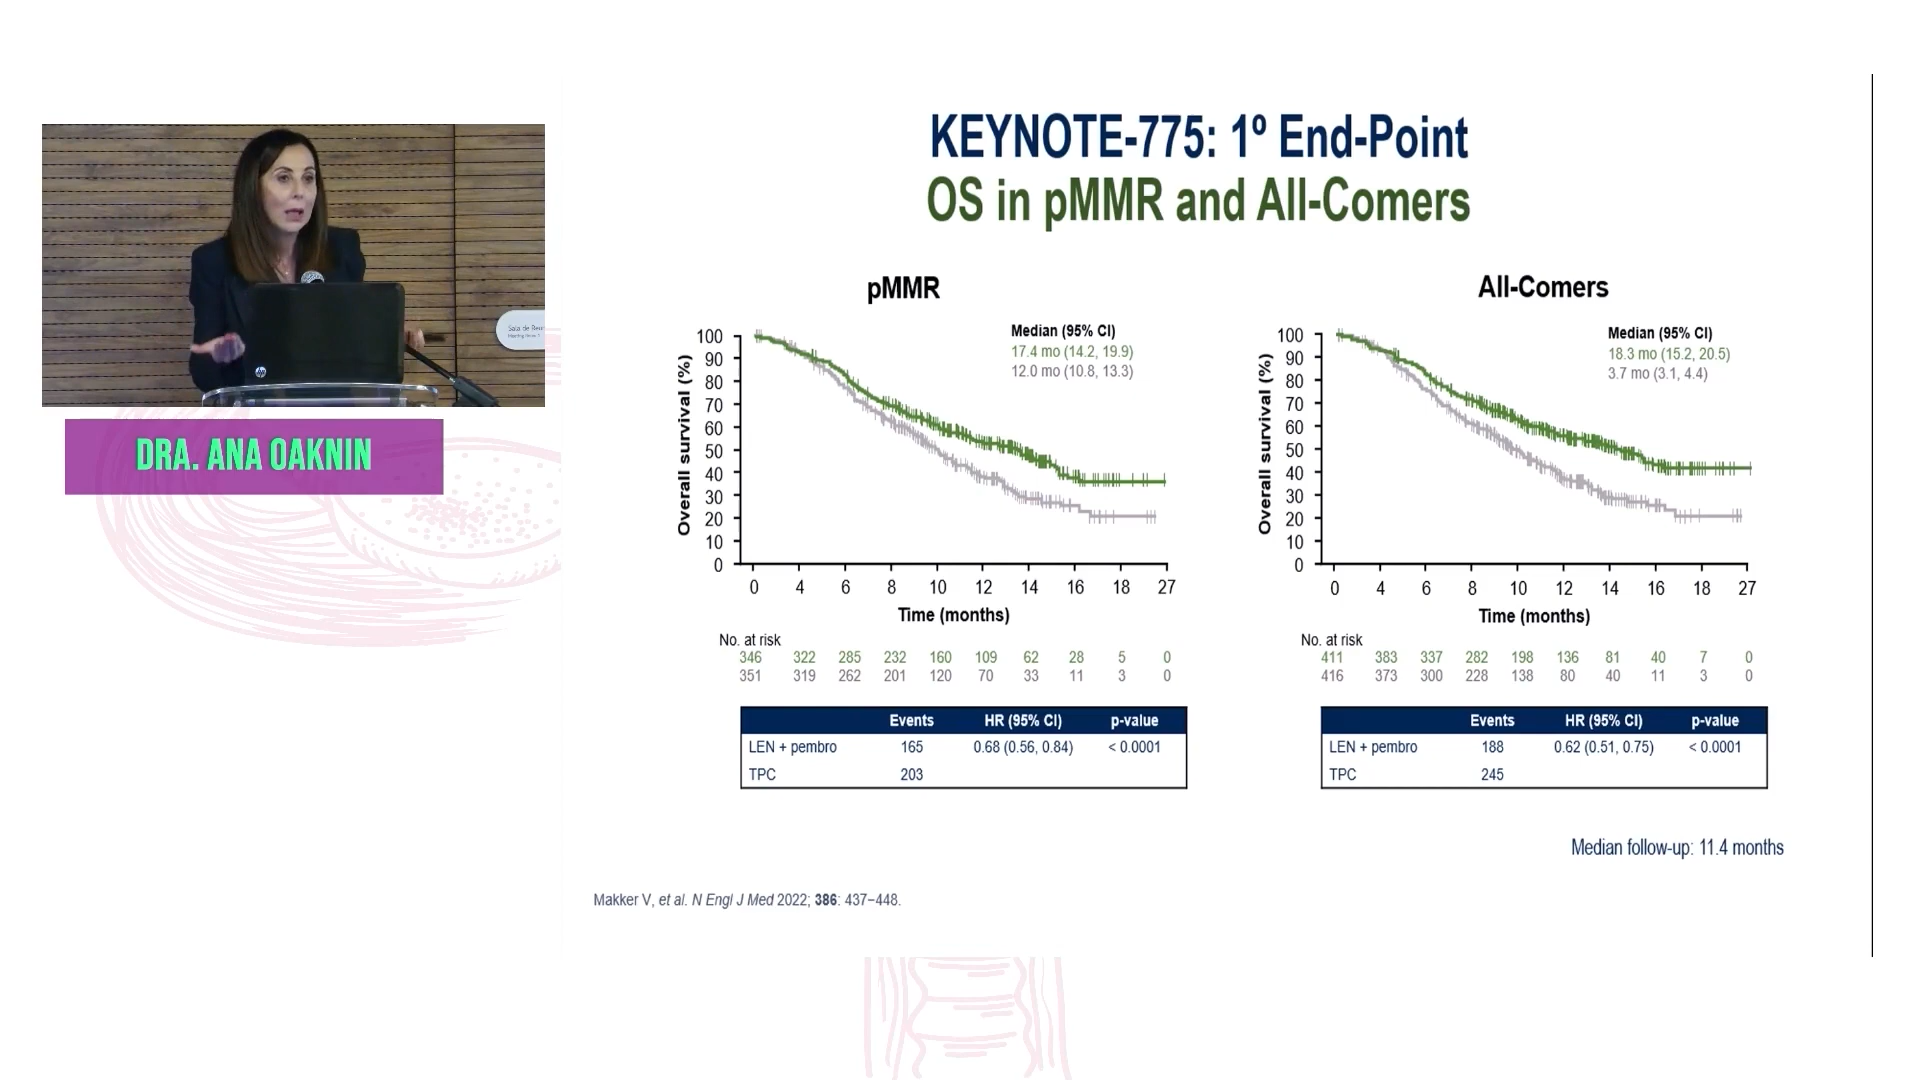 KEYNOTE-775: 1º End-Point
OS in pMMR and All-Comers
DRA. ANA OAKNIN
Sala de
pMMR
Median (95% CI)
17.4 mo (14.2, 19.9)
12.0 mo (10.8, 13.3)
Overall survival (%)
100
90
80
70
60
50
40
30
20
10
0
0 4 6 8 10 12 14 16 18 27
Time (months)
No. at risk
346 322 285 232 160 109 62 28 5 0
351 319 262 201 120 70 33 11 3 0
Events HR (95% CI) p-value
LEN + pembro 165 0.68 (0.56, 0.84) < 0.0001
TPC 203
All-Comers
Median (95% CI)
18.3 mo (15.2, 20.5)
3.7 mo (3.1, 4.4)
Overall survival (%)
100
90
80
70
60
50
40
30
20
10
0
0 4 6 8 10 12 14 16 18 27
Time (months)
No. at risk
411 383 337 282 198 136 81 40 7 0
416 373 300 228 138 80 40 11 3 0
Events HR (95% CI) p-value
LEN + pembro 188 0.62 (0.51, 0.75) < 0.0001
TPC 245
Median follow-up: 11.4 months
Makker V, et al. N Engl J Med 2022; 386: 437–448.